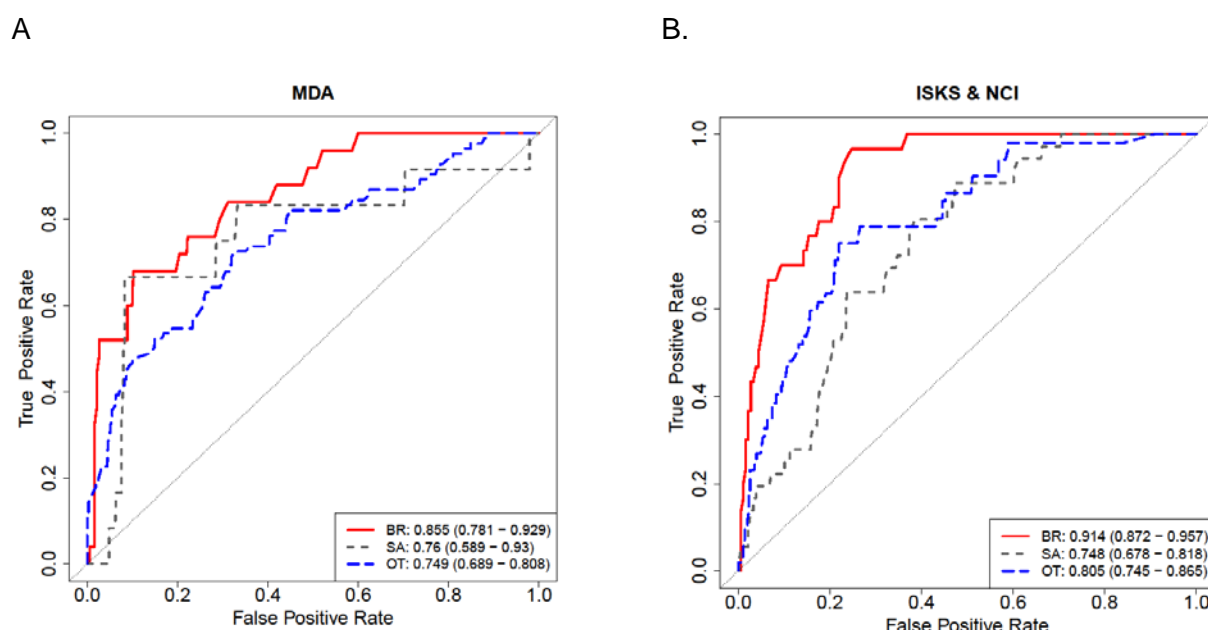 A
B.
MDA
ISKS & NCI
True Positive Rate
1.0
0.8
0.6
0.4
0.2
0.0
BR: 0.855 (0.781 − 0.929)
SA: 0.76 (0.589 − 0.93)
OT: 0.749 (0.689 − 0.808)
0.0 0.2 0.4 0.6 0.8 1.0
False Positive Rate
True Positive Rate
1.0
0.8
0.6
0.4
0.2
0.0
BR: 0.914 (0.872 − 0.957)
SA: 0.748 (0.678 − 0.818)
OT: 0.805 (0.745 − 0.865)
0.0 0.2 0.4 0.6 0.8 1.0
False Positive Rate